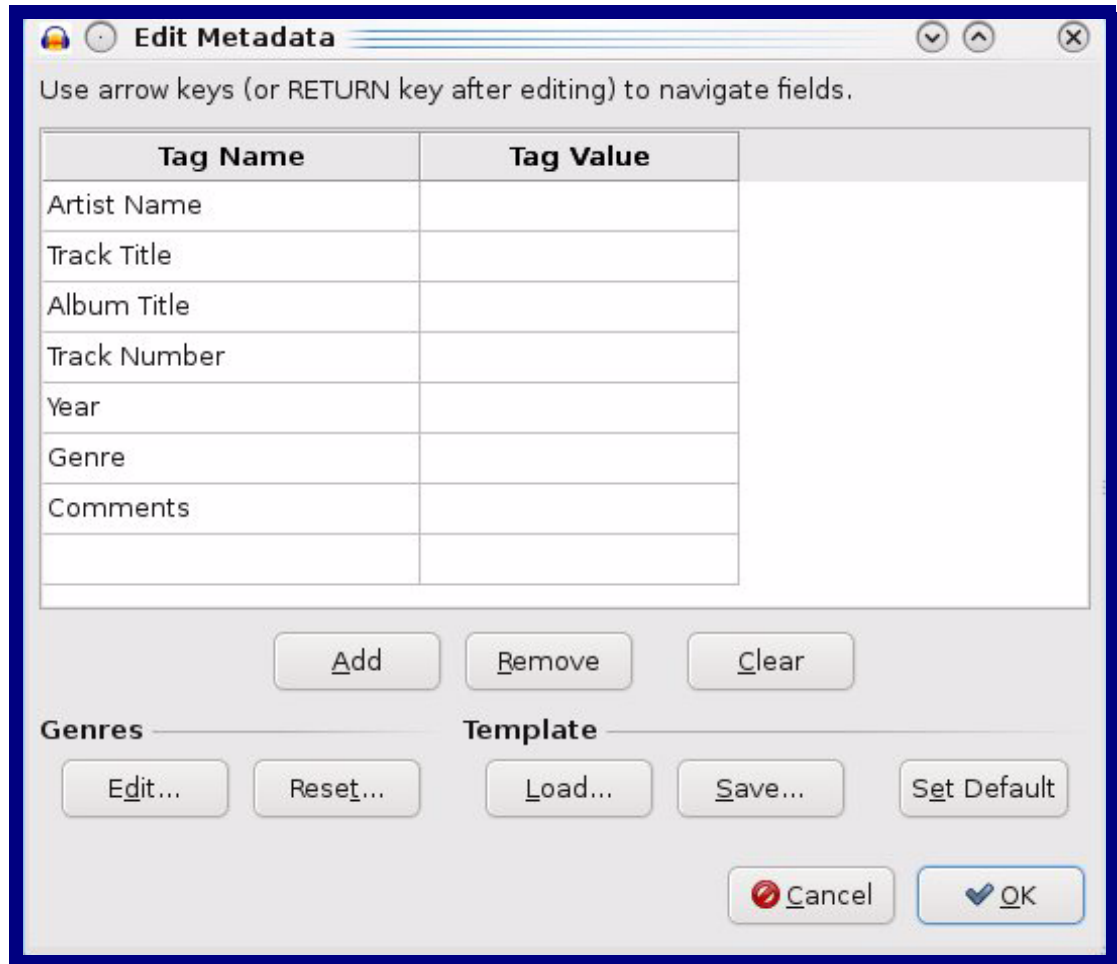 Edit Metadata
Use arrow keys (or RETURN key after editing) to navigate fields.
Tag Name Tag Value
Artist Name
Track Title
Album Title
Track Number
Year
Genre
Comments
Add Remove Clear
Genres Template
Edit... Reset... Load... Save... Set Default
Cancel OK